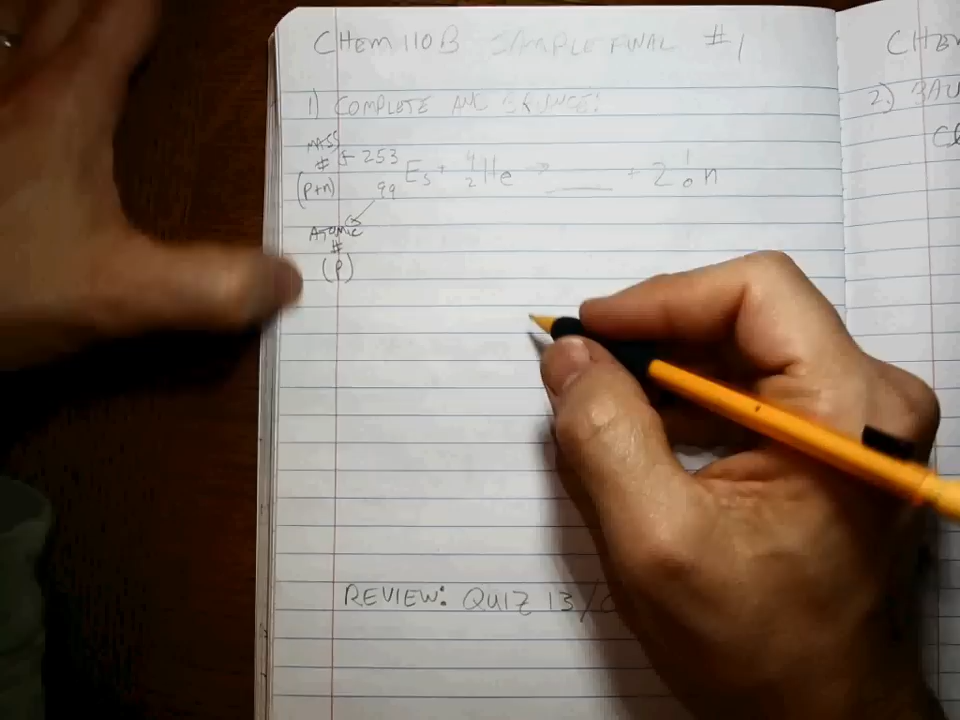 CHEM 110B SAMPLE FINAL #1
1) COMPLETE AND BALANCE:
MASS # (p+n) ← 253 99 Es + 4 2 He → ____ + 2 1 0 n
ATOMIC # (p)
REVIEW: QUIZ 13/
CHEM
2)